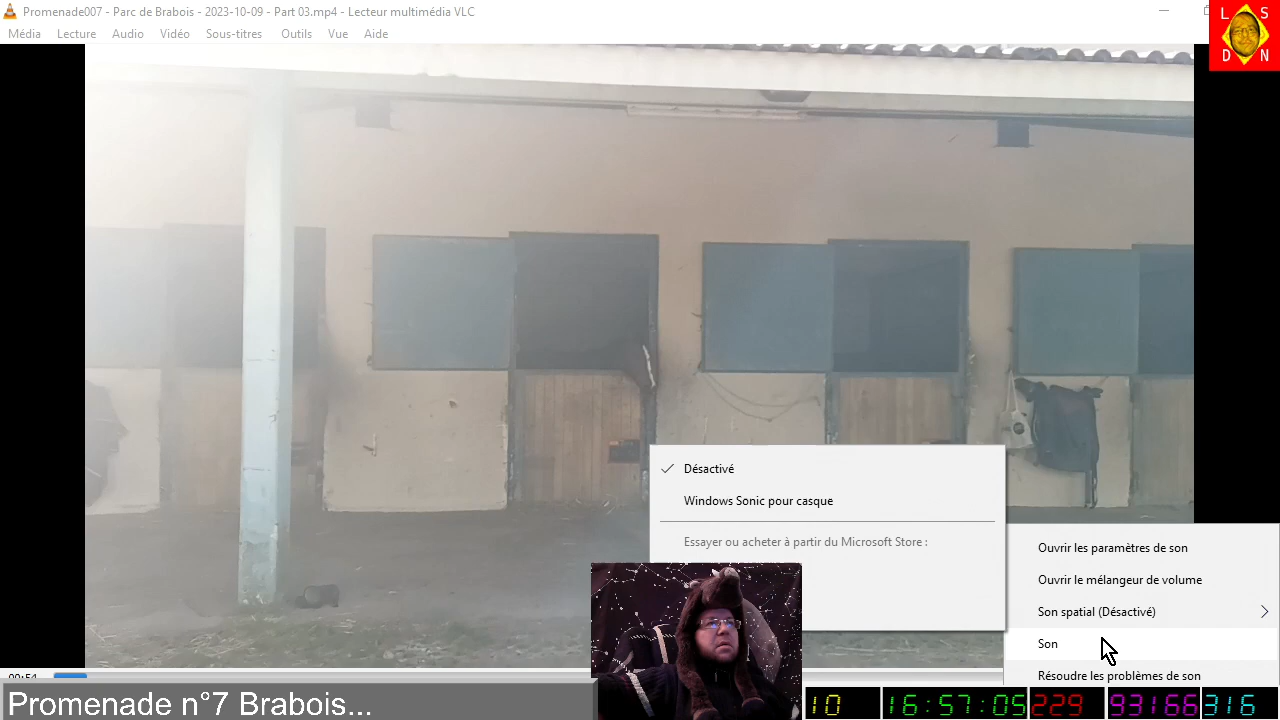 Promenade007 - Parc de Brabois - 2023-10-09 - Part 03.mp4 - Lecteur multimédia VLC
L S
D N
Média Lecture Audio Vidéo Sous-titres Outils Vue Aide
Désactivé
Windows Sonic pour casque
Essayer ou acheter à partir du Microsoft Store :
Ouvrir les paramètres de son
Ouvrir le mélangeur de volume
Son spatial (Désactivé)
Son
Résoudre les problèmes de son
Promenade n°7 Brabois...
10 16:57:05 229 93166 316